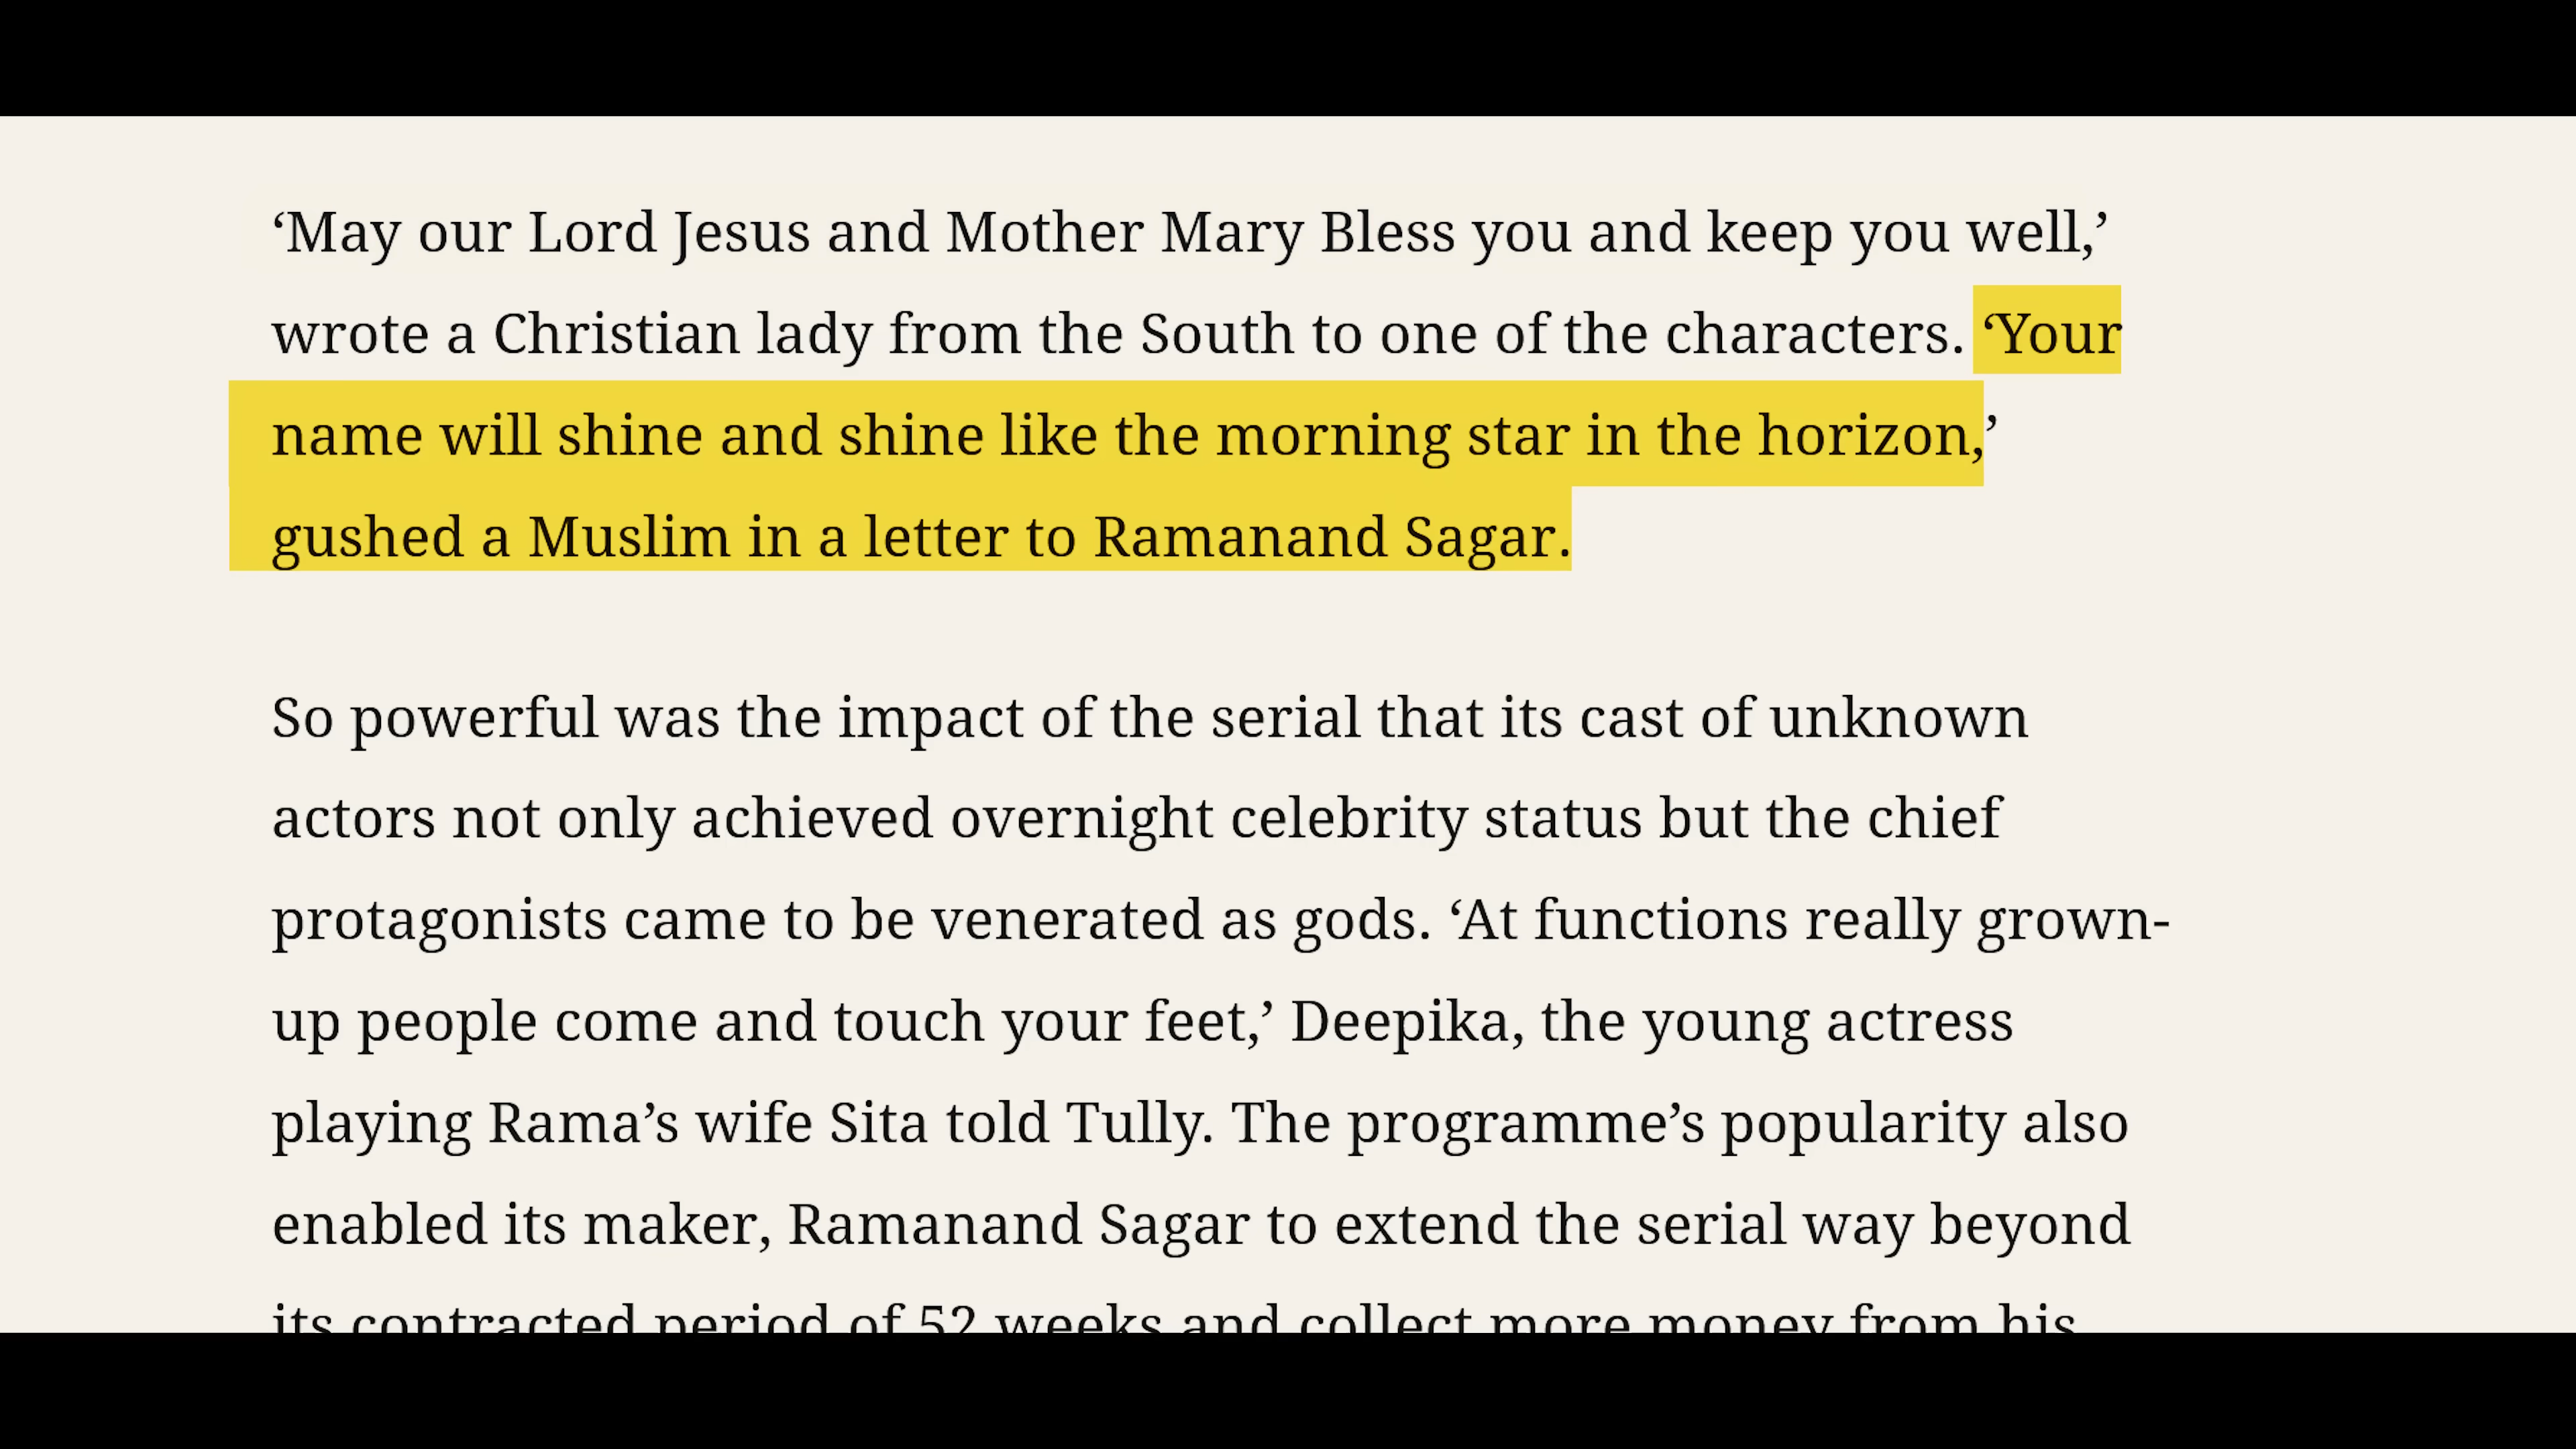 ‘May our Lord Jesus and Mother Mary Bless you and keep you well,’
wrote a Christian lady from the South to one of the characters. ‘Your
name will shine and shine like the morning star in the horizon,’
gushed a Muslim in a letter to Ramanand Sagar.
So powerful was the impact of the serial that its cast of unknown
actors not only achieved overnight celebrity status but the chief
protagonists came to be venerated as gods. ‘At functions really grown-
up people come and touch your feet,’ Deepika, the young actress
playing Rama’s wife Sita told Tully. The programme’s popularity also
enabled its maker, Ramanand Sagar to extend the serial way beyond
its contracted period of 52 weeks and collect more money from his